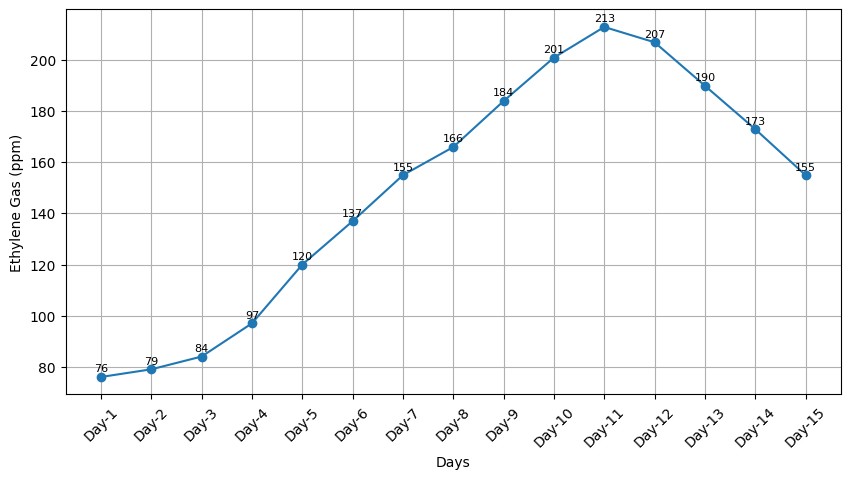 213
207
201
190
184
173
166
155
155
137
120
97
84
79
76
200
180
160
140
120
100
80
Ethylene Gas (ppm)
Day-1
Day-2
Day-3
Day-4
Day-5
Day-6
Day-7
Day-8
Day-9
Day-10
Day-11
Day-12
Day-13
Day-14
Day-15
Days